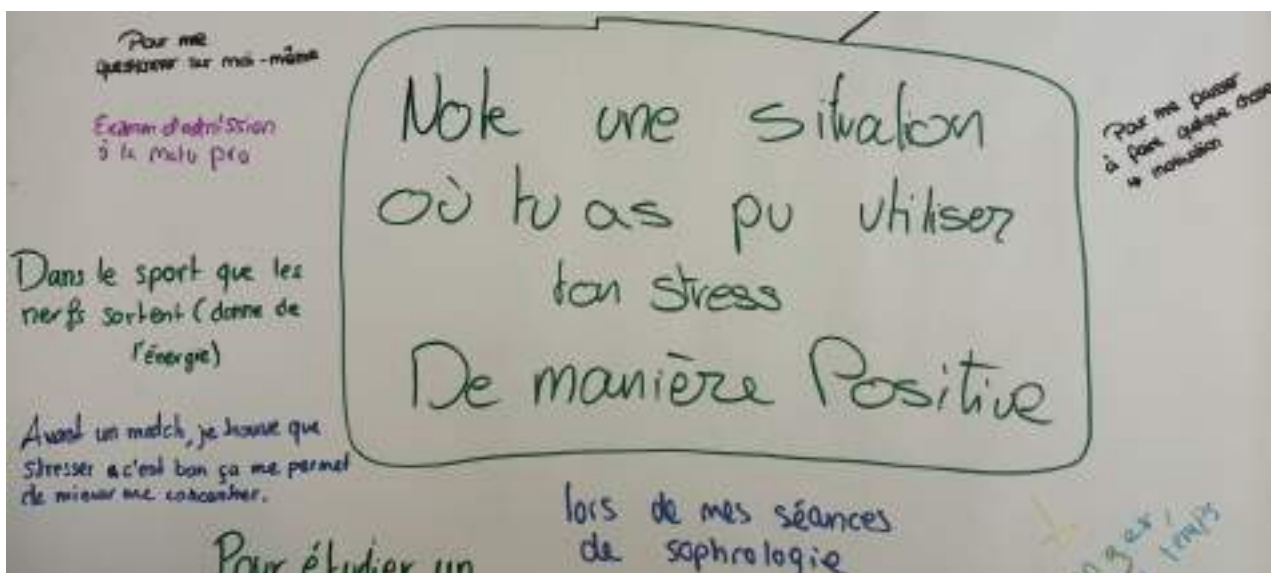 Pour me
questionner sur moi-même
Examen d'admission
à la matu pro
Note une situation
où tu as pu utiliser
ton stress
De manière Positive
Pour me pousser
à faire quelque chose
↳ motivation
Dans le sport que les
nerfs sortent (donne de
l'énergie)
Avant un match, je trouve que
stresser c'est bon ça me permet
de mieux me concentrer.
lors de mes séances
de sophrologie
Pour étudier un
temps